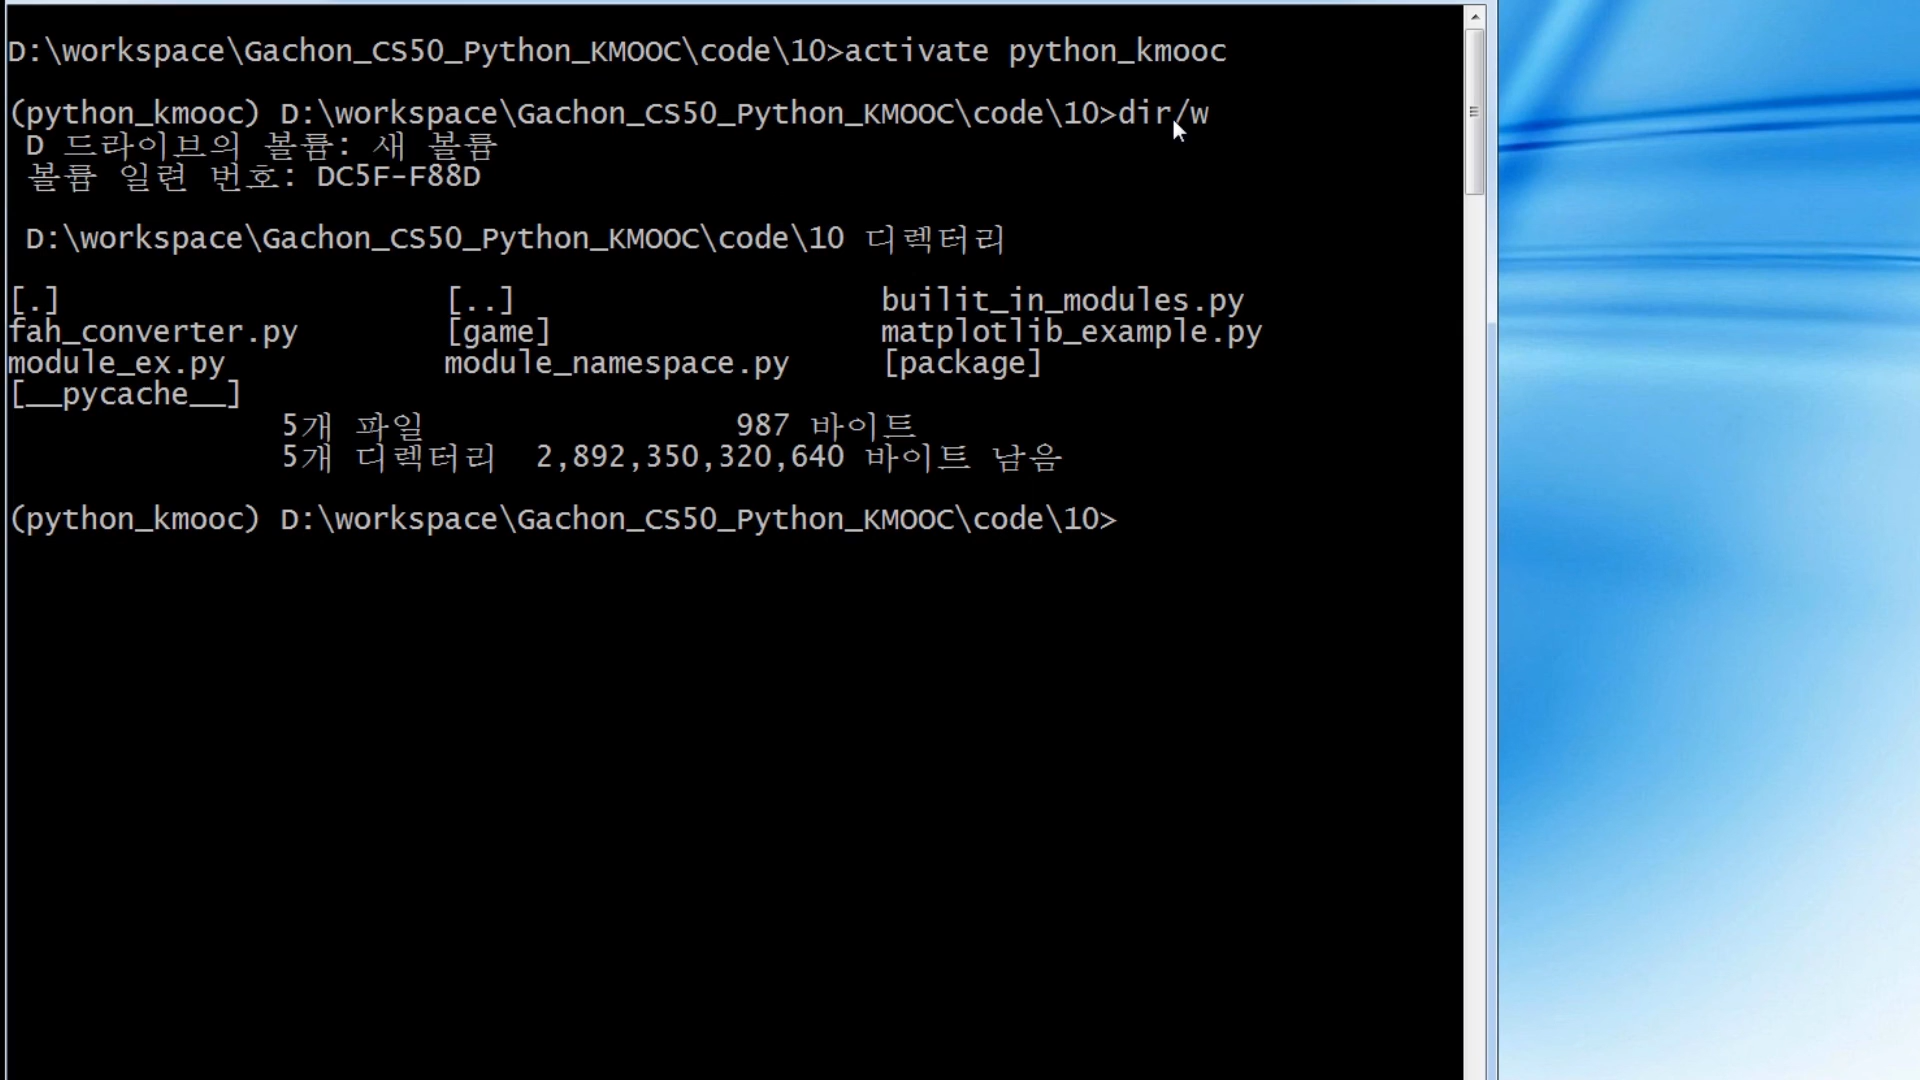 D:\workspace\Gachon_CS50_Python_KMOOC\code\10>activate python_kmooc
(python_kmooc) D:\workspace\Gachon_CS50_Python_KMOOC\code\10>dir/w
D 드라이브의 볼륨: 새 볼륨
볼륨 일련 번호: DC5F-F88D
D:\workspace\Gachon_CS50_Python_KMOOC\code\10 디렉터리
[.] [..] builit_in_modules.py
fah_converter.py [game] matplotlib_example.py
module_ex.py module_namespace.py [package]
[__pycache__]
5개 파일 987 바이트
5개 디렉터리 2,892,350,320,640 바이트 남음
(python_kmooc) D:\workspace\Gachon_CS50_Python_KMOOC\code\10>